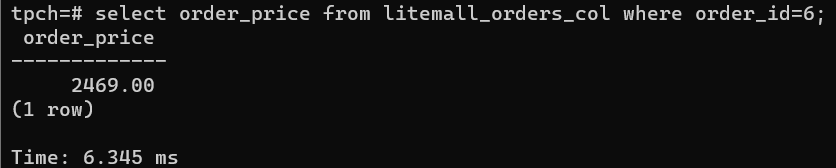 tpch=# select order_price from litemall_orders_col where order_id=6;
 order_price
-------------
     2469.00
(1 row)

Time: 6.345 ms